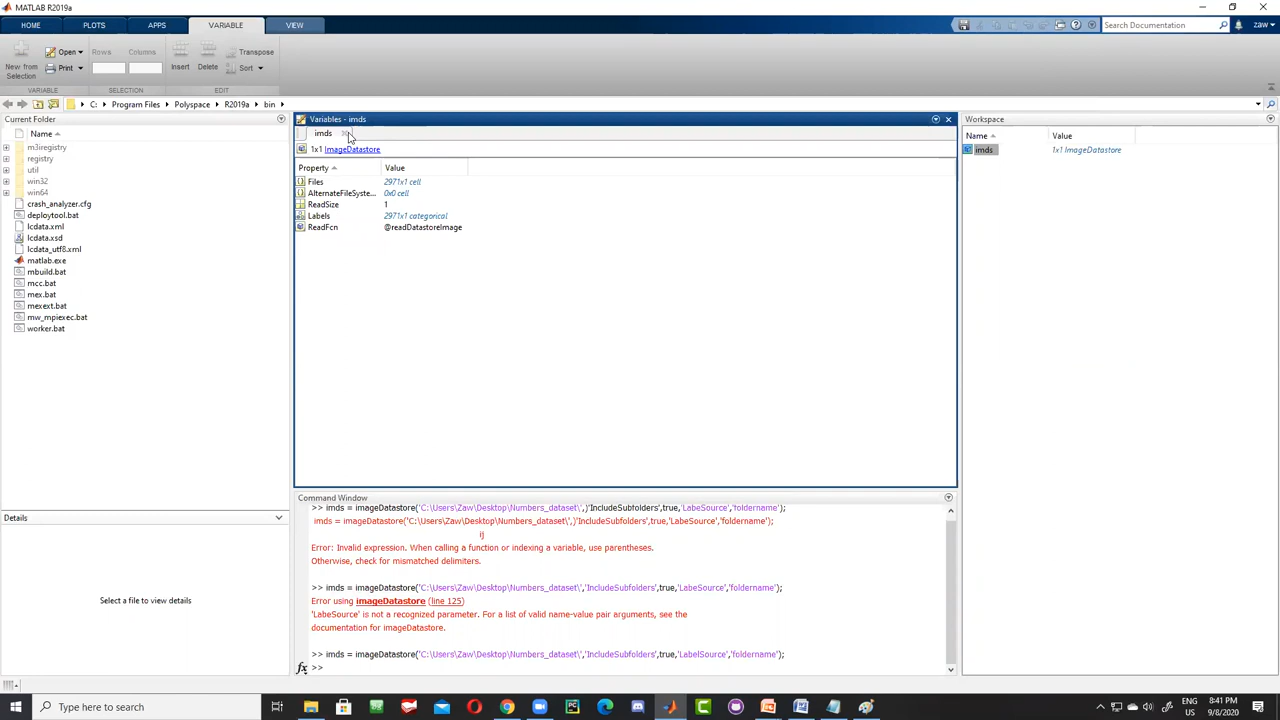 MATLAB R2019a
HOME PLOTS APPS VARIABLE VIEW
Search Documentation zaw
New from Selection
Open
Print
Rows Columns
Insert Delete
Transpose
Sort
VARIABLE SELECTION EDIT
C: Program Files Polyspace R2019a bin
Current Folder
Name
m3iregistry
registry
util
win32
win64
crash_analyzer.cfg
deploytool.bat
lcdata.xml
lcdata.xsd
lcdata_utf8.xml
matlab.exe
mbuild.bat
mcc.bat
mex.bat
mexext.bat
mw_mpiexec.bat
worker.bat
Details
Select a file to view details
Variables - imds
imds
1x1 ImageDatastore
Property Value
Files 2971x1 cell
AlternateFileSyste... 0x0 cell
ReadSize 1
Labels 2971x1 categorical
ReadFcn @readDatastoreImage
Command Window
>> imds = imageDatastore('C:\Users\Zaw\Desktop\Numbers_dataset\',)'IncludeSubfolders',true,'LabeSource','foldername');
imds = imageDatastore('C:\Users\Zaw\Desktop\Numbers_dataset\',)'IncludeSubfolders',true,'LabeSource','foldername');
Error: Invalid expression. When calling a function or indexing a variable, use parentheses.
Otherwise, check for mismatched delimiters.
>> imds = imageDatastore('C:\Users\Zaw\Desktop\Numbers_dataset\','IncludeSubfolders',true,'LabeSource','foldername');
Error using imageDatastore (line 125)
'LabeSource' is not a recognized parameter. For a list of valid name-value pair arguments, see the
documentation for imageDatastore.
>> imds = imageDatastore('C:\Users\Zaw\Desktop\Numbers_dataset\','IncludeSubfolders',true,'LabelSource','foldername');
fx >>
Workspace
Name Value
imds 1x1 ImageDatastore
Type here to search
ENG
US
8:41 PM
9/8/2020